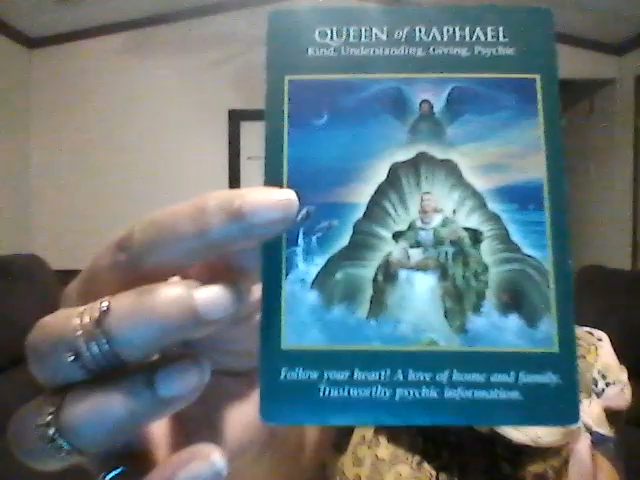 QUEEN of RAPHAEL
Kind, Understanding, Giving, Psychic
Follow your heart! A love of home and family.
Trustworthy psychic information.